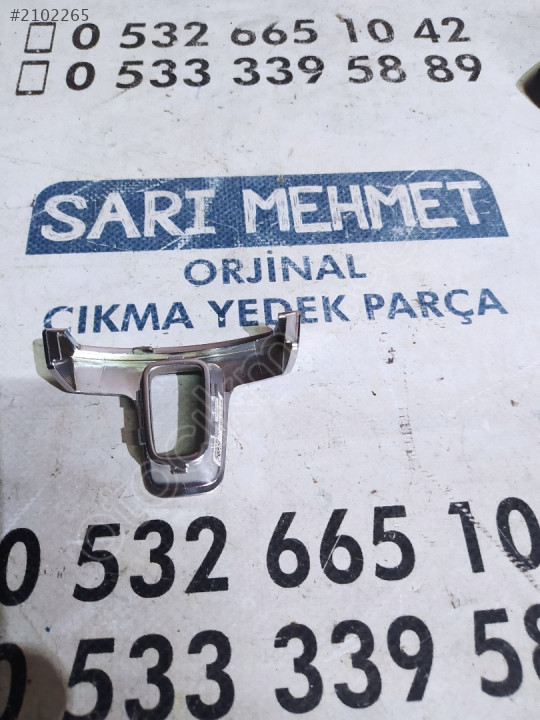 #2102265
0 532 665 10 42
0 533 339 58 89
SARI MEHMET
ORJİNAL
ÇIKMA YEDEK PARÇA
0 532 665 10
0 533 339 58